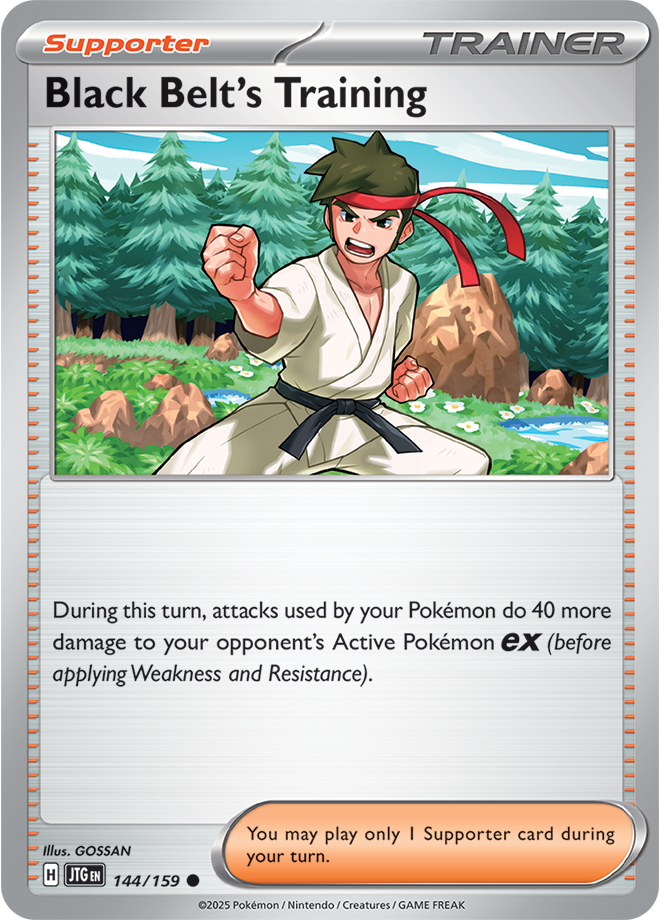 Supporter
TRAINER
Black Belt's Training
During this turn, attacks used by your Pokémon do 40 more
damage to your opponent's Active Pokémon ex (before
applying Weakness and Resistance).
Illus. GOSSAN
You may play only 1 Supporter card during
your turn.
H JTG EN 144/159
©2025 Pokémon / Nintendo / Creatures / GAME FREAK